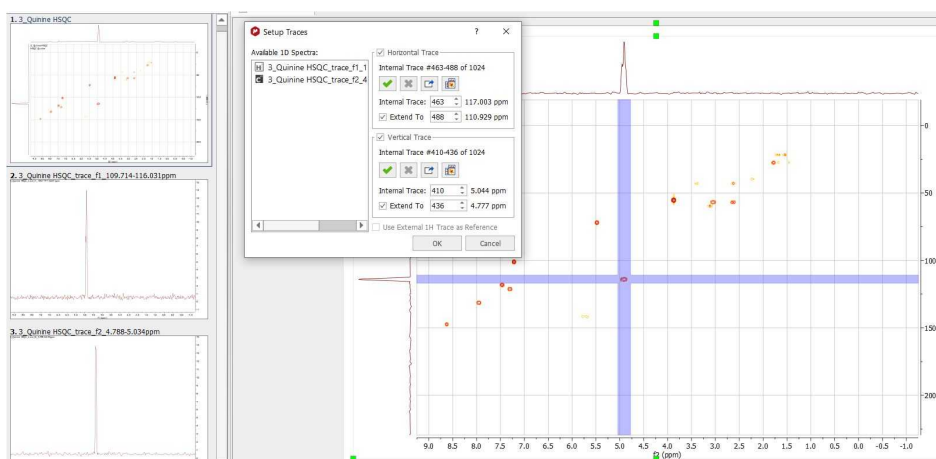 1. 3_Quinine HSQC
2. 3_Quinine HSQC_trace_f1_109.714-116.031ppm
3. 3_Quinine HSQC_trace_f2_4.788-5.034ppm
Setup Traces
? ×
Available 1D Spectra:
H 3_Quinine HSQC_trace_f1_1
C 3_Quinine HSQC_trace_f2_4
Horizontal Trace
Internal Trace #463-488 of 1024
Internal Trace: 463 117.003 ppm
Extend To 488 110.929 ppm
Vertical Trace
Internal Trace #410-436 of 1024
Internal Trace: 410 5.044 ppm
Extend To 436 4.777 ppm
Use External 1H Trace as Reference
OK Cancel
0
50
100
150
200
9.0 8.5 8.0 7.5 7.0 6.5 6.0 5.5 5.0 4.5 4.0 3.5 3.0 2.5 2.0 1.5 1.0 0.5 0.0 -0.5 -1.0
f2 (ppm)